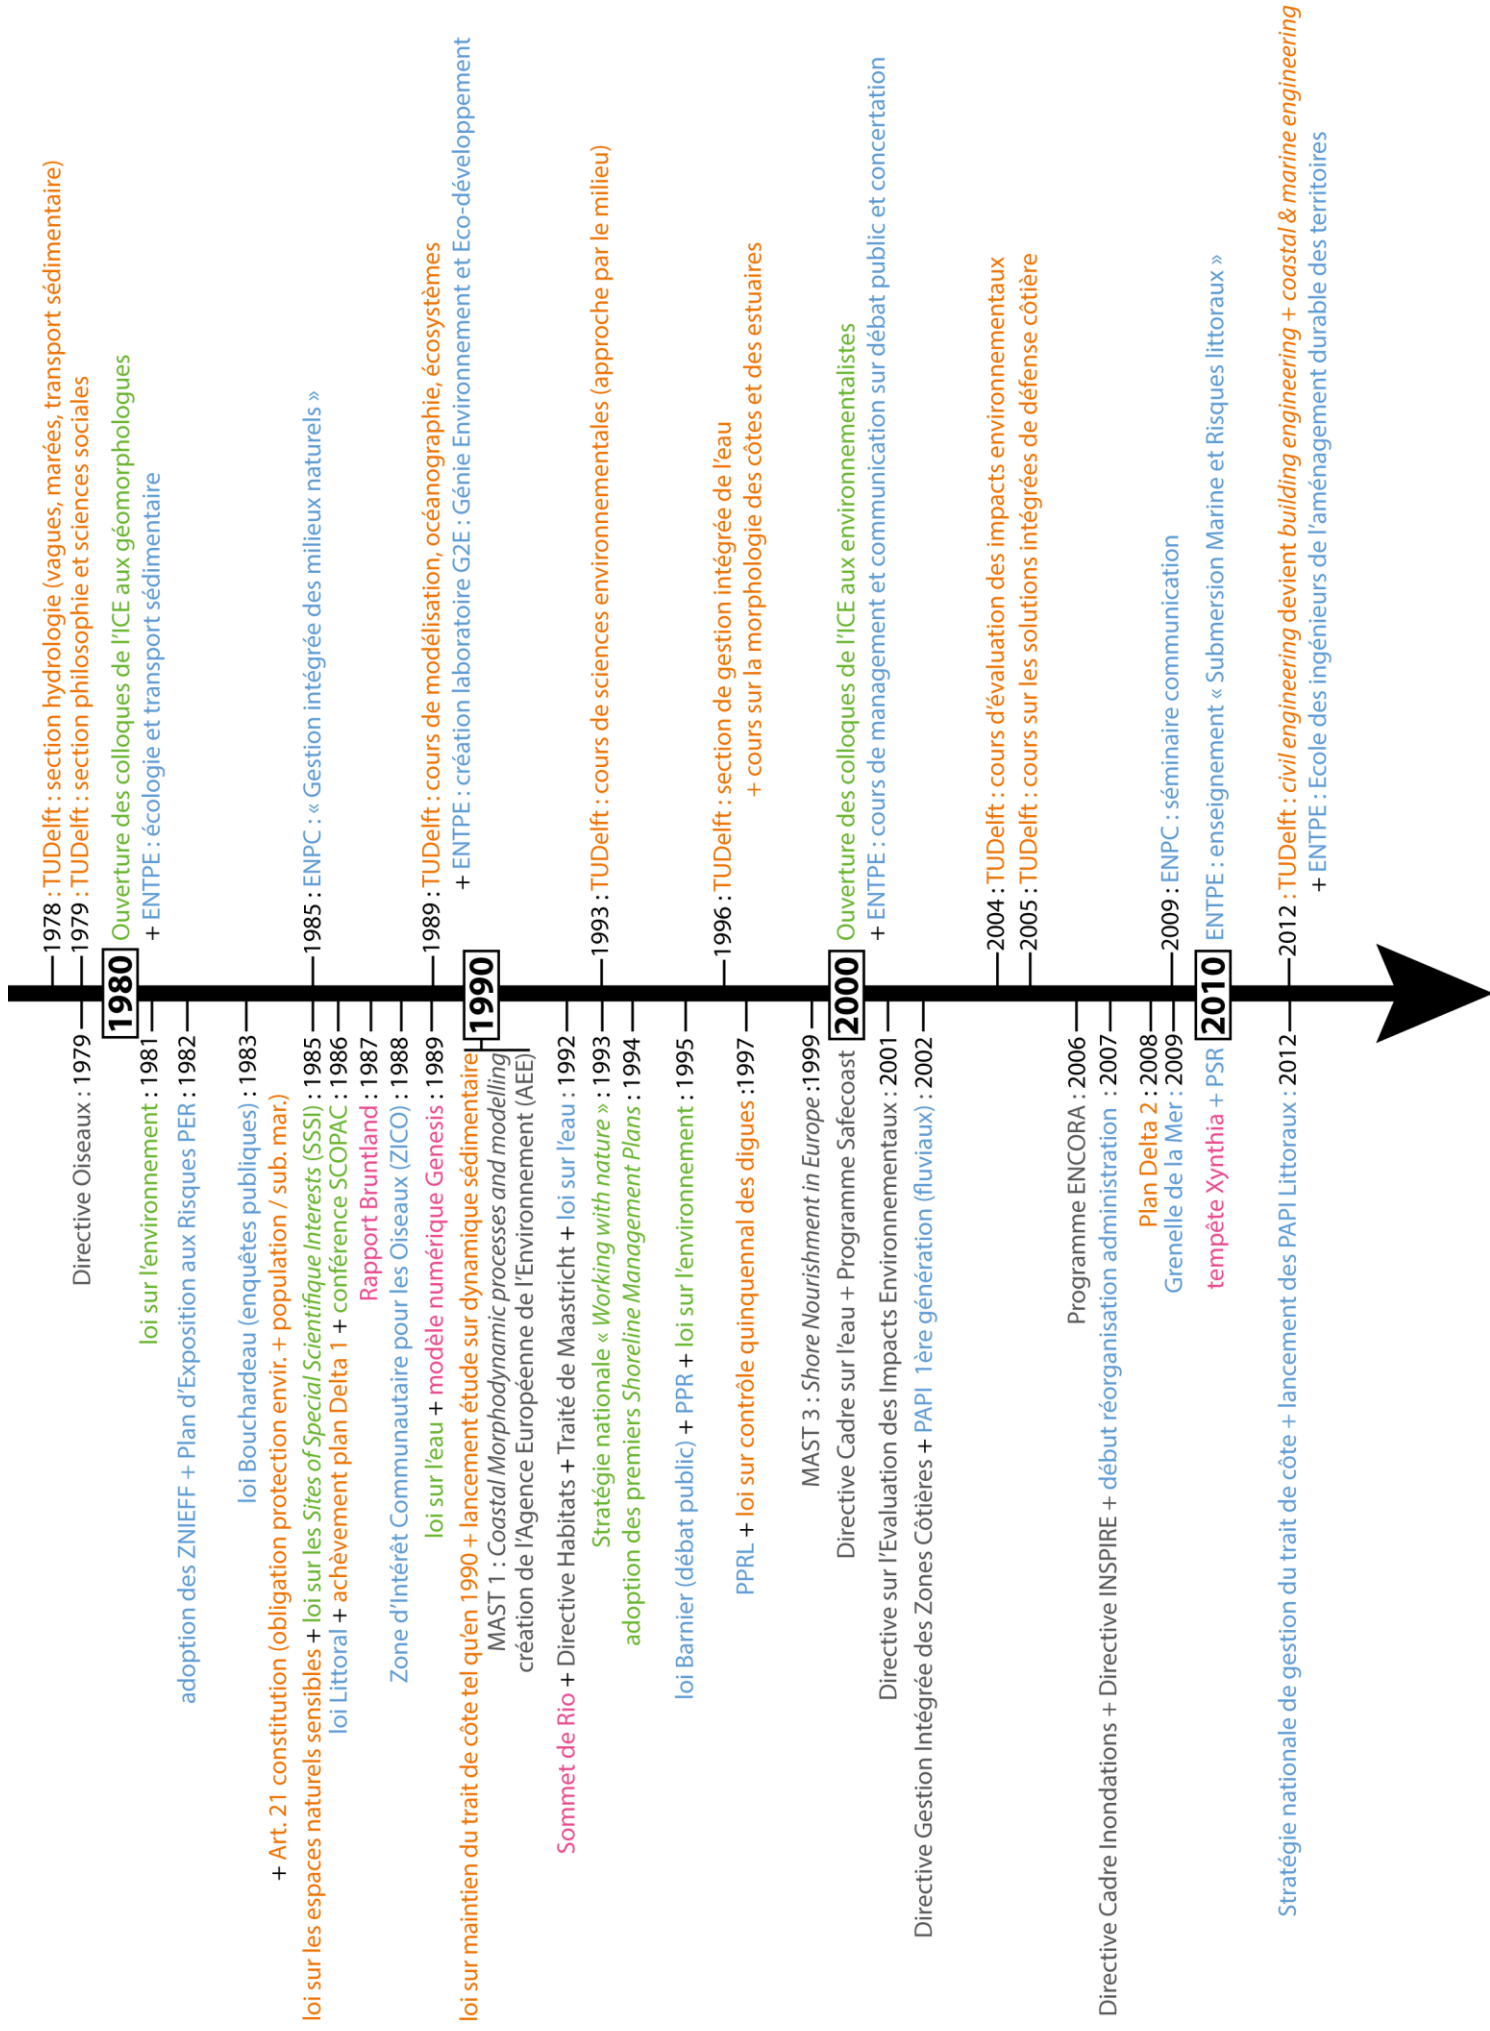 1978 : TUDelft : section hydrologie (vagues, marées, transport sédimentaire)
1979 : TUDelft : section philosophie et sciences sociales
Directive Oiseaux : 1979
1980
Ouverture des colloques de l'ICE aux géomorphologues
+ ENTPE : écologie et transport sédimentaire
loi sur l'environnement : 1981
adoption des ZNIEFF + Plan d'Exposition aux Risques PER : 1982
loi Bouchardeau (enquêtes publiques) : 1983
+ Art. 21 constitution (obligation protection envir. + population / sub. mar.)
1985 : ENPC : « Gestion intégrée des milieux naturels »
loi sur les espaces naturels sensibles + loi sur les Sites of Special Scientifique Interests (SSSI) : 1985
loi Littoral + achèvement plan Delta 1 + conférence SCOPAC : 1986
Rapport Bruntland : 1987
Zone d'Intérêt Communautaire pour les Oiseaux (ZICO) : 1988
1989 : TUDelft : cours de modélisation, océanographie, écosystèmes
+ ENTPE : création laboratoire G2E : Génie Environnement et Eco-développement
loi sur l'eau + modèle numérique Genesis : 1989
1990
loi sur maintien du trait de côte tel qu'en 1990 + lancement étude sur dynamique sédimentaire
MAST 1 : Coastal Morphodynamic processes and modelling
création de l'Agence Européenne de l'Environnement (AEE)
Sommet de Rio + Directive Habitats + Traité de Maastricht + loi sur l'eau : 1992
1993 : TUDelft : cours de sciences environnementales (approche par le milieu)
Stratégie nationale « Working with nature » : 1993
adoption des premiers Shoreline Management Plans : 1994
loi Barnier (débat public) + PPR + loi sur l'environnement : 1995
1996 : TUDelft : section de gestion intégrée de l'eau
+ cours sur la morphologie des côtes et des estuaires
PPRL + loi sur contrôle quinquennal des digues :1997
MAST 3 : Shore Nourishment in Europe :1999
2000
Ouverture des colloques de l'ICE aux environnementalistes
+ ENTPE : cours de management et communication sur débat public et concertation
Directive Cadre sur l'eau + Programme Safecoast
Directive sur l'Evaluation des Impacts Environnementaux : 2001
Directive Gestion Intégrée des Zones Côtières + PAPI 1ère génération (fluviaux) : 2002
2004 : TUDelft : cours d'évaluation des impacts environnementaux
2005 : TUDelft : cours sur les solutions intégrées de défense côtière
Programme ENCORA : 2006
Directive Cadre Inondations + Directive INSPIRE + début réorganisation administration : 2007
Plan Delta 2 : 2008
2009 : ENPC : séminaire communication
Grenelle de la Mer : 2009
2010
ENTPE : enseignement « Submersion Marine et Risques littoraux »
tempête Xynthia + PSR
2012 : TUDelft : civil engineering devient building engineering + coastal & marine engineering
+ ENTPE : Ecole des ingénieurs de l'aménagement durable des territoires
Stratégie nationale de gestion du trait de côte + lancement des PAPI Littoraux : 2012